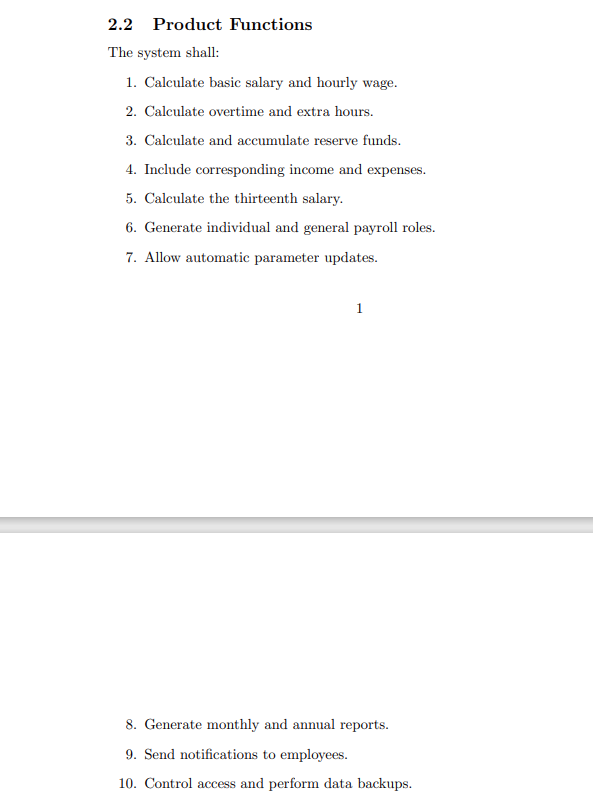 2.2 Product Functions
The system shall:
1. Calculate basic salary and hourly wage.
2. Calculate overtime and extra hours.
3. Calculate and accumulate reserve funds.
4. Include corresponding income and expenses.
5. Calculate the thirteenth salary.
6. Generate individual and general payroll roles.
7. Allow automatic parameter updates.
1
8. Generate monthly and annual reports.
9. Send notifications to employees.
10. Control access and perform data backups.